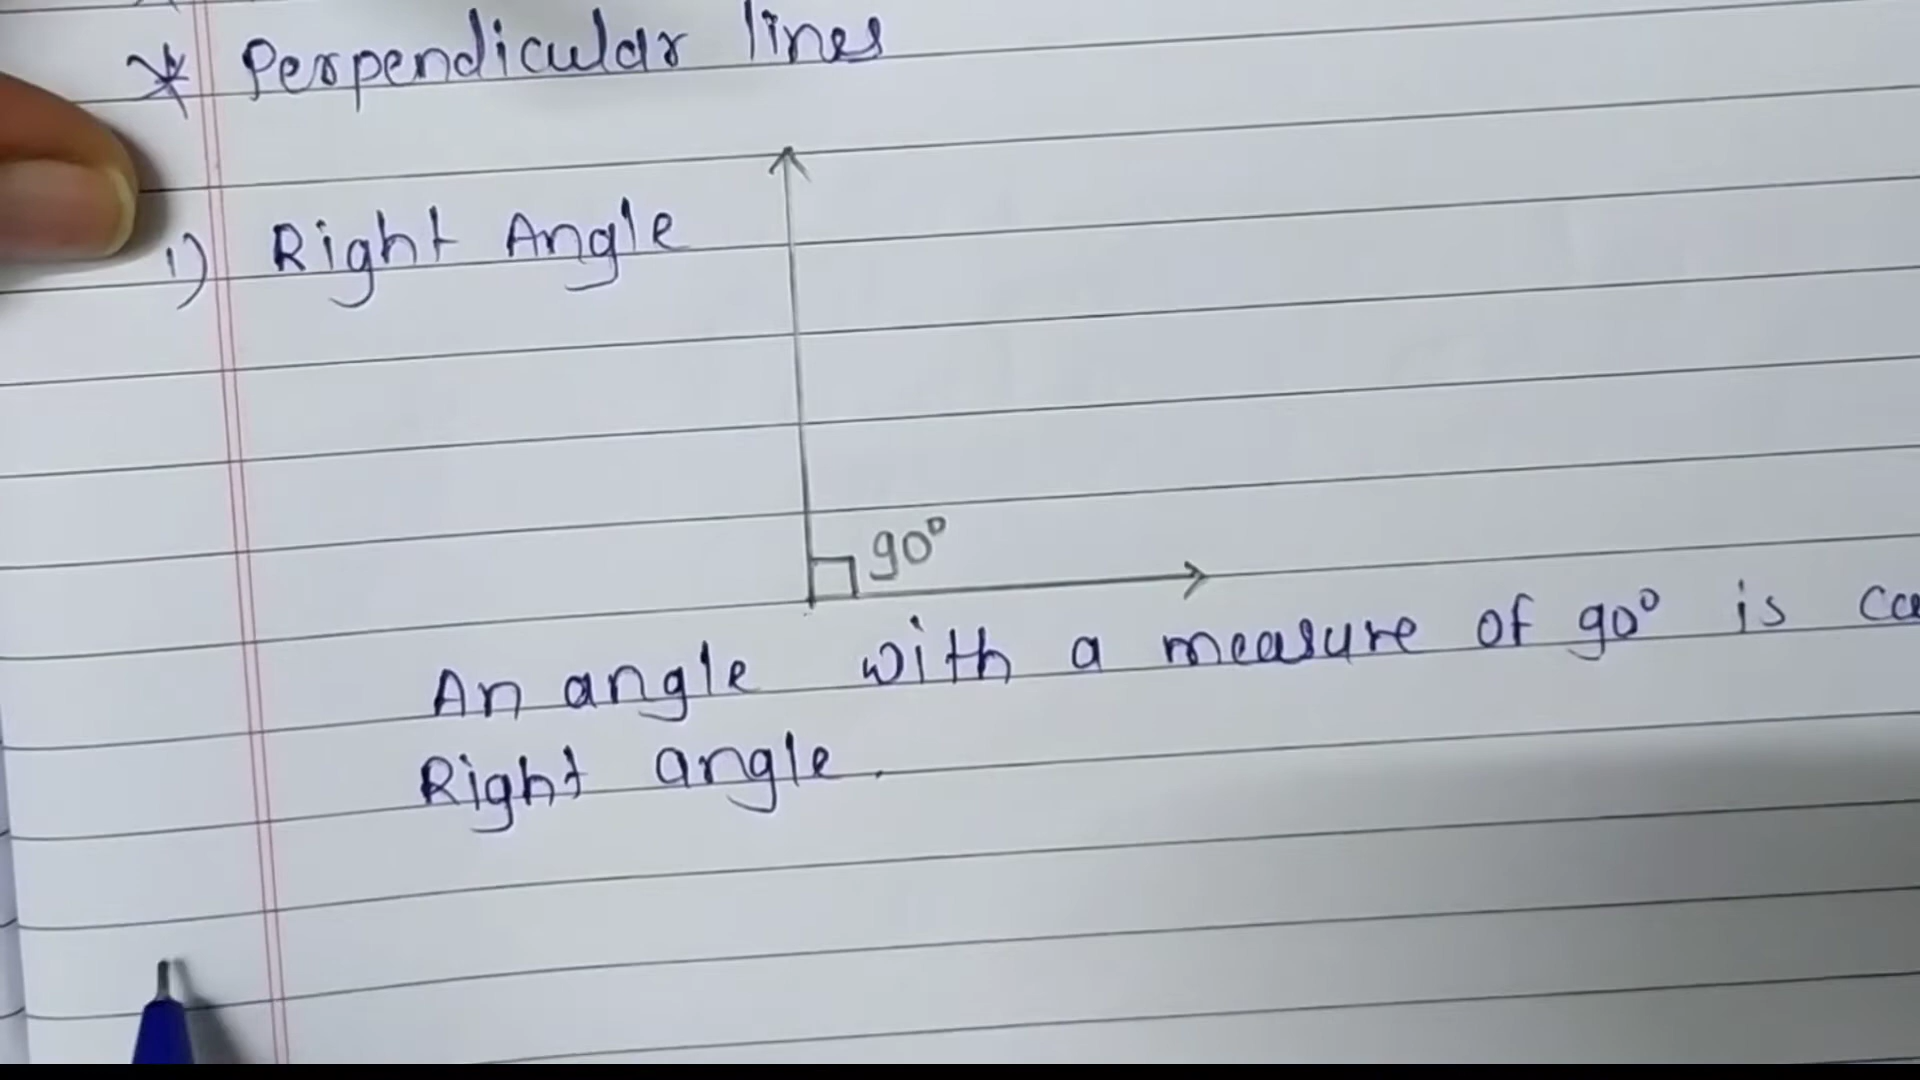 * Perpendicular lines
1) Right Angle
90°
An angle with a measure of 90° is
Right angle.